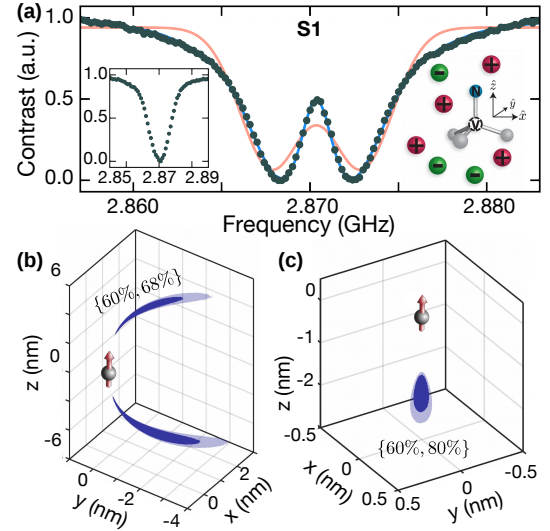 (a)
S1
Contrast (a.u.)
1.0
0.5
0.0
1.0
0.5
0.0
2.85 2.87 2.89
N
V
ẑ
ŷ
x̂
+
−
+
+
+
−
−
+
2.860 2.870 2.880
Frequency (GHz)
(b)
{60%, 68%}
6
3
0
-3
-6
z (nm)
0
-2
-4
y (nm)
0
2
x (nm)
(c)
0
-1
-2
z (nm)
-0.5
0
0.5
x (nm)
{60%, 80%}
0
-0.5
y (nm)